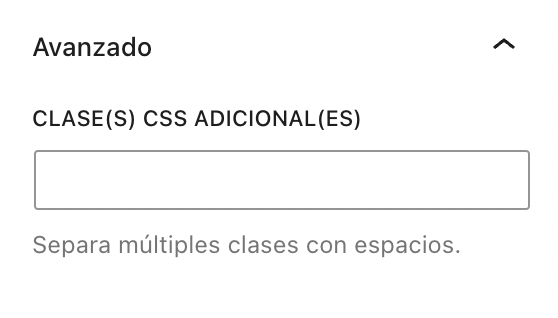 Avanzado
CLASE(S) CSS ADICIONAL(ES)
Separa múltiples clases con espacios.